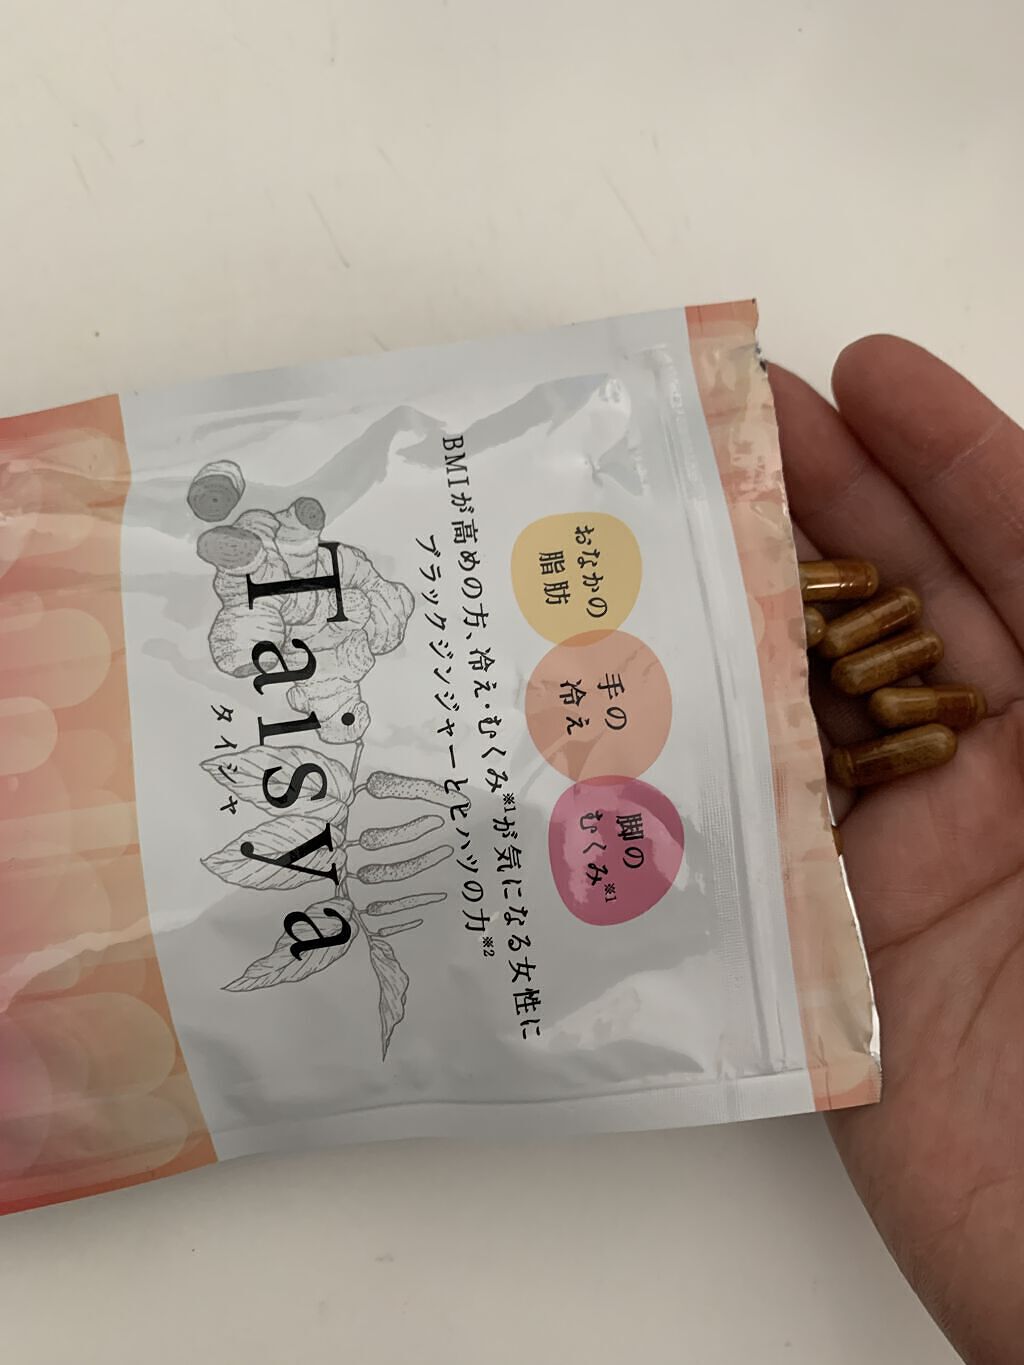 おなかの
脂肪
手の
冷え
脚の
むくみ※1
BMIが高めの方、冷え・むくみ※1が気になる女性に
ブラックジンジャーとヒハツの力※2
Taisya
タイシャ